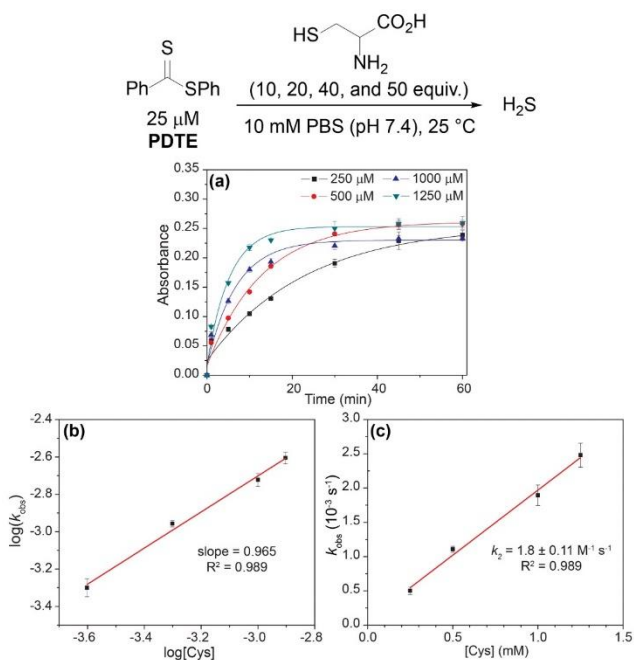 HS
CO₂H
NH₂
S
Ph
SPh
25 μM
PDTE
(10, 20, 40, and 50 equiv.)
10 mM PBS (pH 7.4), 25 °C
H₂S
(a)
250 μM
1000 μM
500 μM
1250 μM
0.35
0.30
0.25
0.20
0.15
0.10
0.05
0.00
Absorbance
0
20
40
60
Time (min)
(b)
-2.4
-2.6
-2.8
-3.0
-3.2
-3.4
log(k_obs)
slope = 0.965
R² = 0.989
-3.6
-3.4
-3.2
-3.0
-2.8
log[Cys]
(c)
3.0
2.5
2.0
1.5
1.0
0.5
0.0
k_obs (10⁻³ s⁻¹)
k₂ = 1.8 ± 0.11 M⁻¹ s⁻¹
R² = 0.989
0.0
0.5
1.0
1.5
[Cys] (mM)